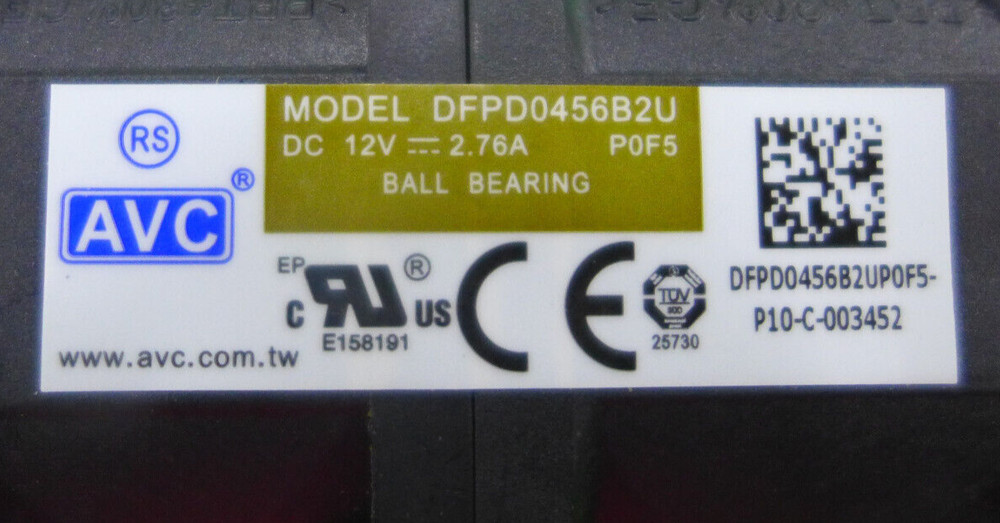 RS
AVC ®
MODEL DFPD0456B2U
DC 12V 2.76A P0F5
BALL BEARING
EP
C RU ® US
E158191
CE
TÜV
25730
DFPD0456B2UP0F5-
P10-C-003452
www.avc.com.tw